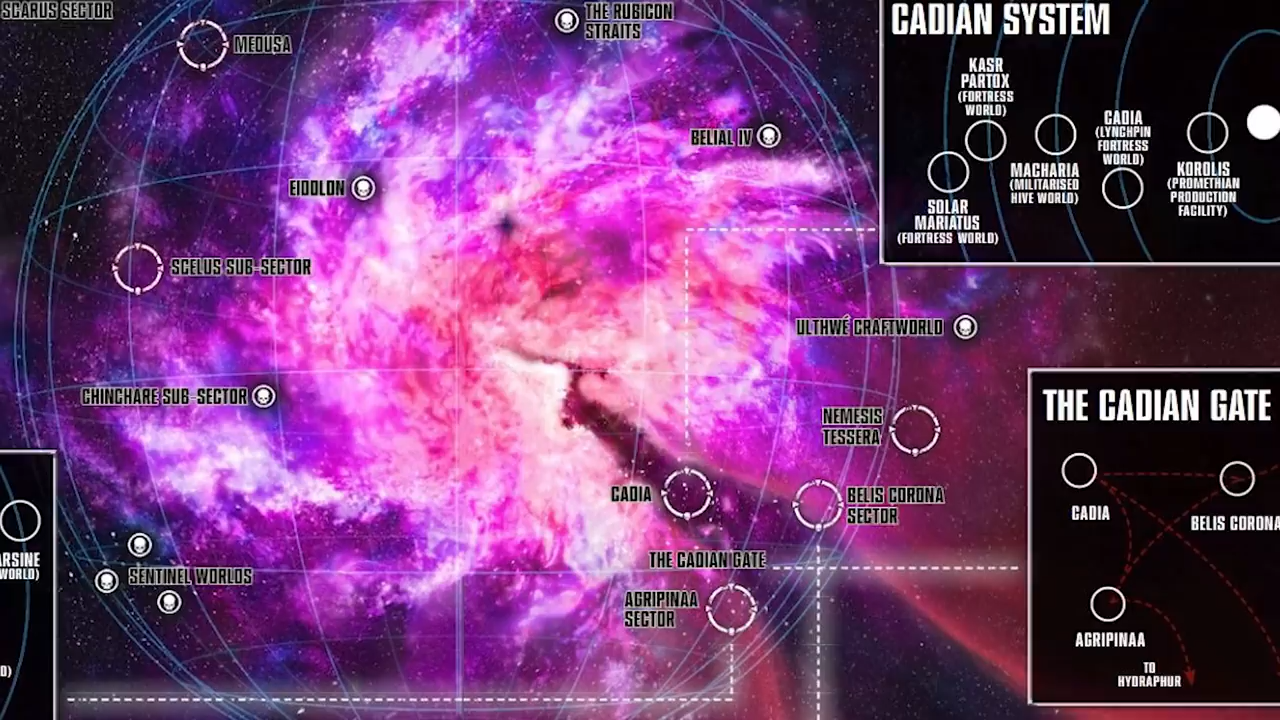 SCARUS SECTOR
MEDUSA
THE RUBICON
STRAITS
BELIAL IV
EIDOLON
SCELUS SUB-SECTOR
ULTHWÉ CRAFTWORLD
CHINCHARE SUB-SECTOR
NEMESIS
TESSERA
CADIA
BELIS CORONA
SECTOR
THE CADIAN GATE
SENTINEL WORLDS
AGRIPINAA
SECTOR
CADIAN SYSTEM
KASR
PARTOX
(FORTRESS
WORLD)
SOLAR
MARIATUS
(FORTRESS WORLD)
MACHARIA
(MILITARISED
HIVE WORLD)
CADIA
(LYNCHPIN
FORTRESS
WORLD)
KOROLIS
(PROMETHIAN
PRODUCTION
FACILITY)
THE CADIAN GATE
CADIA
BELIS CORONA
AGRIPINAA
TO
HYDRAPHUR
ARSINE
WORLD)
D)